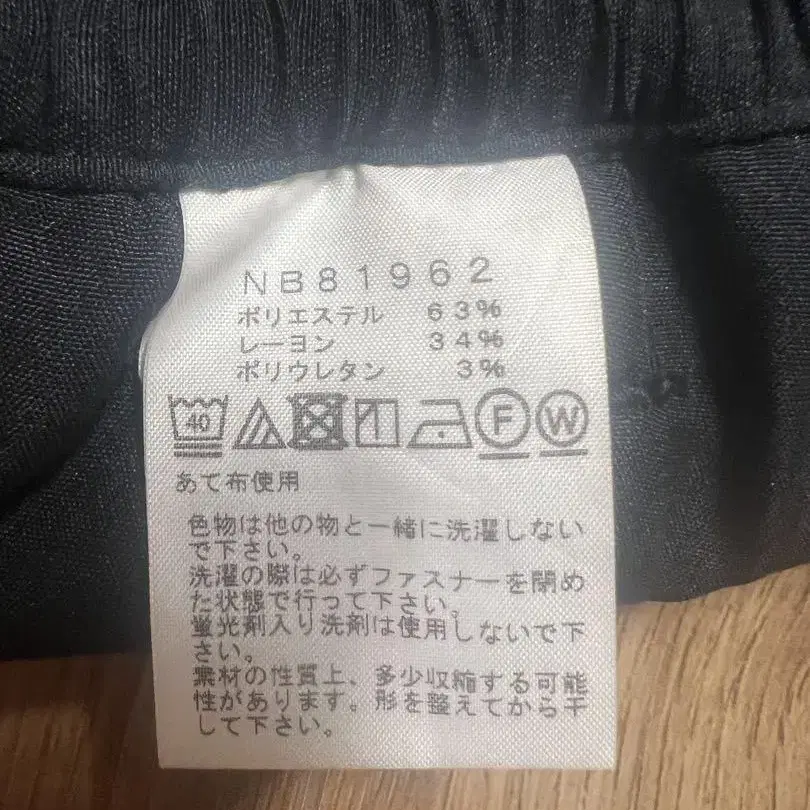 NB81962
ポリエステル 63%
レーヨン 34%
ポリウレタン 3%
40 F W
あて布使用
色物は他の物と一緒に洗濯しない
で下さい。
洗濯の際は必ずファスナーを閉め
た状態で行って下さい。
蛍光剤入り洗剤は使用しないで下
さい。
素材の性質上、多少収縮する可能
性があります。形を整えてから干
して下さい。